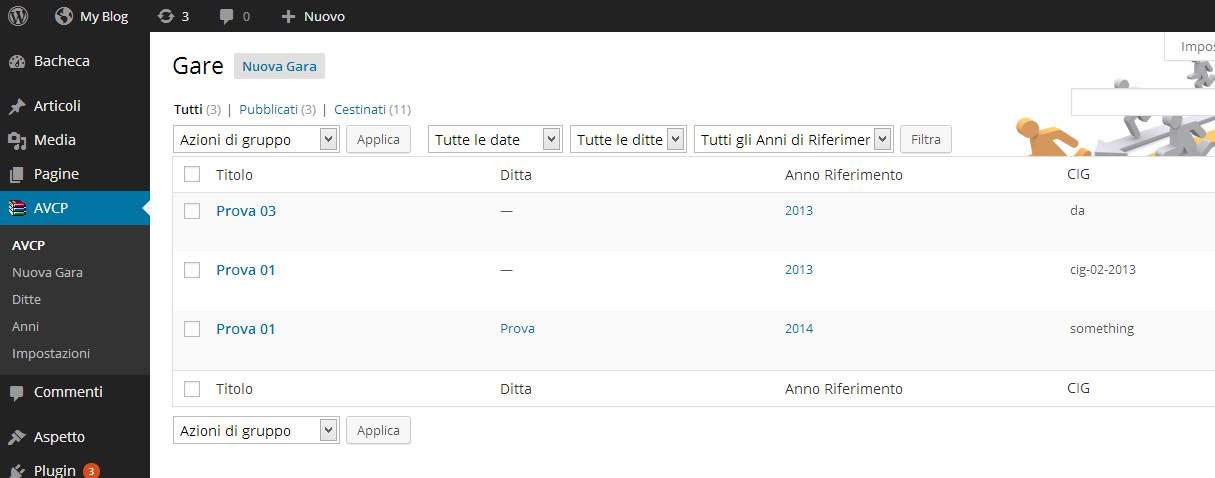 My Blog 3 0 Nuovo
Bacheca
Articoli
Media
Pagine
AVCP
AVCP
Nuova Gara
Ditte
Anni
Impostazioni
Commenti
Aspetto
Plugin 3
Gare Nuova Gara
Tutti (3) | Pubblicati (3) | Cestinati (11)
Azioni di gruppo Applica Tutte le date Tutte le ditte Tutti gli Anni di Riferimer Filtra
Titolo Ditta Anno Riferimento CIG
Prova 03 — 2013 da
Prova 01 — 2013 cig-02-2013
Prova 01 Prova 2014 something
Titolo Ditta Anno Riferimento CIG
Azioni di gruppo Applica